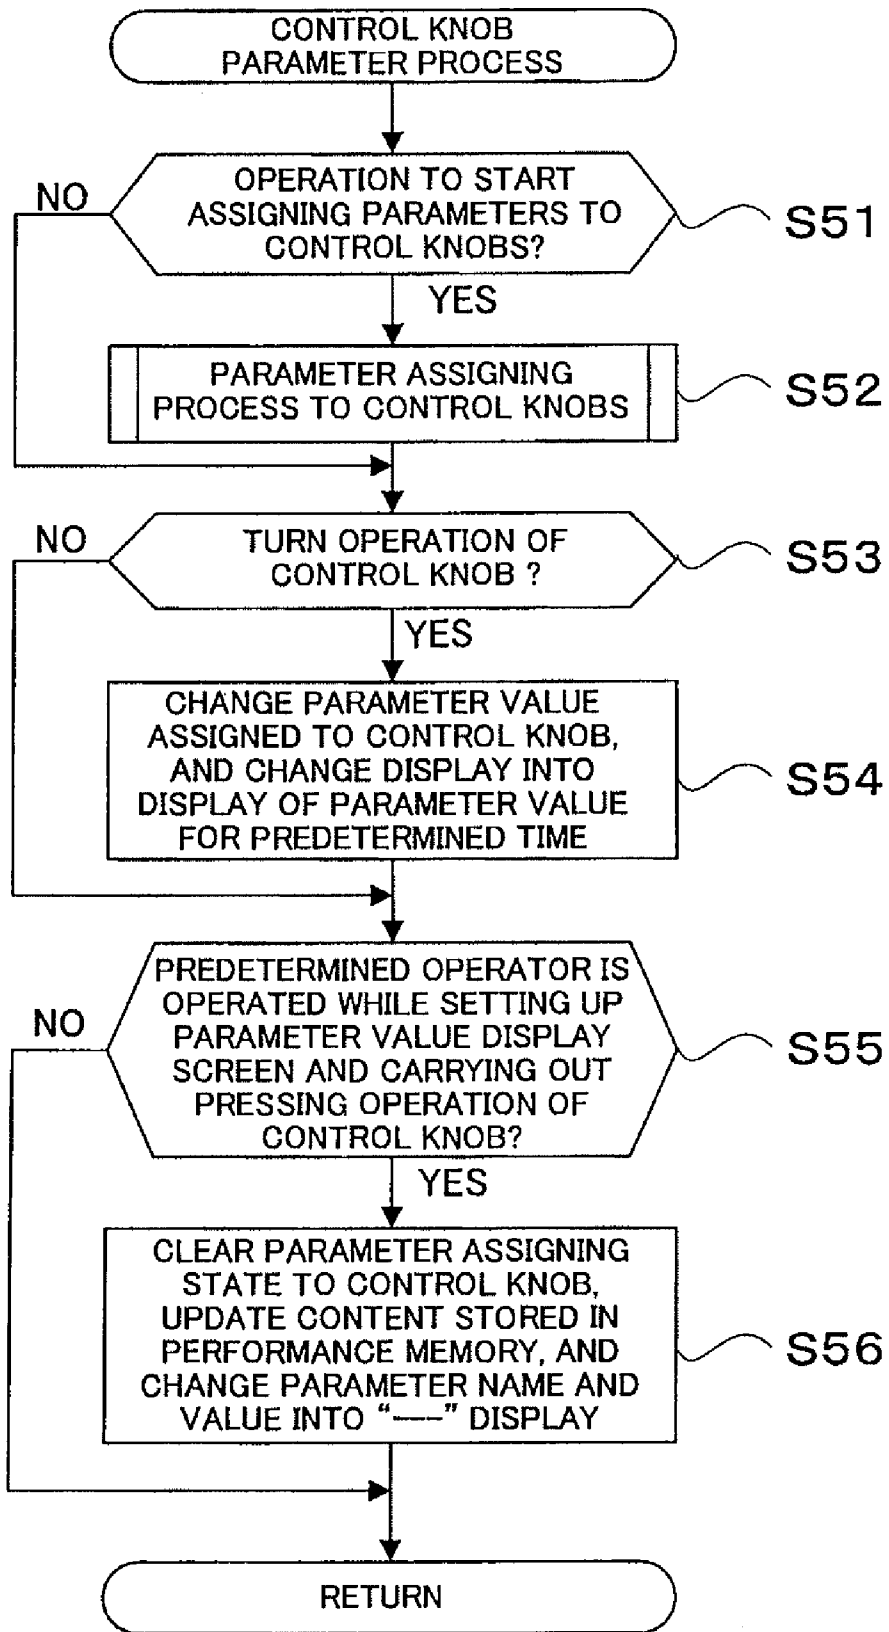 CONTROL KNOB
PARAMETER PROCESS
OPERATION TO START
ASSIGNING PARAMETERS TO
CONTROL KNOBS?
NO
S51
YES
PARAMETER ASSIGNING
PROCESS TO CONTROL KNOBS
S52
TURN OPERATION OF
CONTROL KNOB ?
NO
S53
YES
CHANGE PARAMETER VALUE
ASSIGNED TO CONTROL KNOB,
AND CHANGE DISPLAY INTO
DISPLAY OF PARAMETER VALUE
FOR PREDETERMINED TIME
S54
PREDETERMINED OPERATOR IS
OPERATED WHILE SETTING UP
PARAMETER VALUE DISPLAY
SCREEN AND CARRYING OUT
PRESSING OPERATION OF
CONTROL KNOB?
NO
S55
YES
CLEAR PARAMETER ASSIGNING
STATE TO CONTROL KNOB,
UPDATE CONTENT STORED IN
PERFORMANCE MEMORY, AND
CHANGE PARAMETER NAME AND
VALUE INTO “---” DISPLAY
S56
RETURN